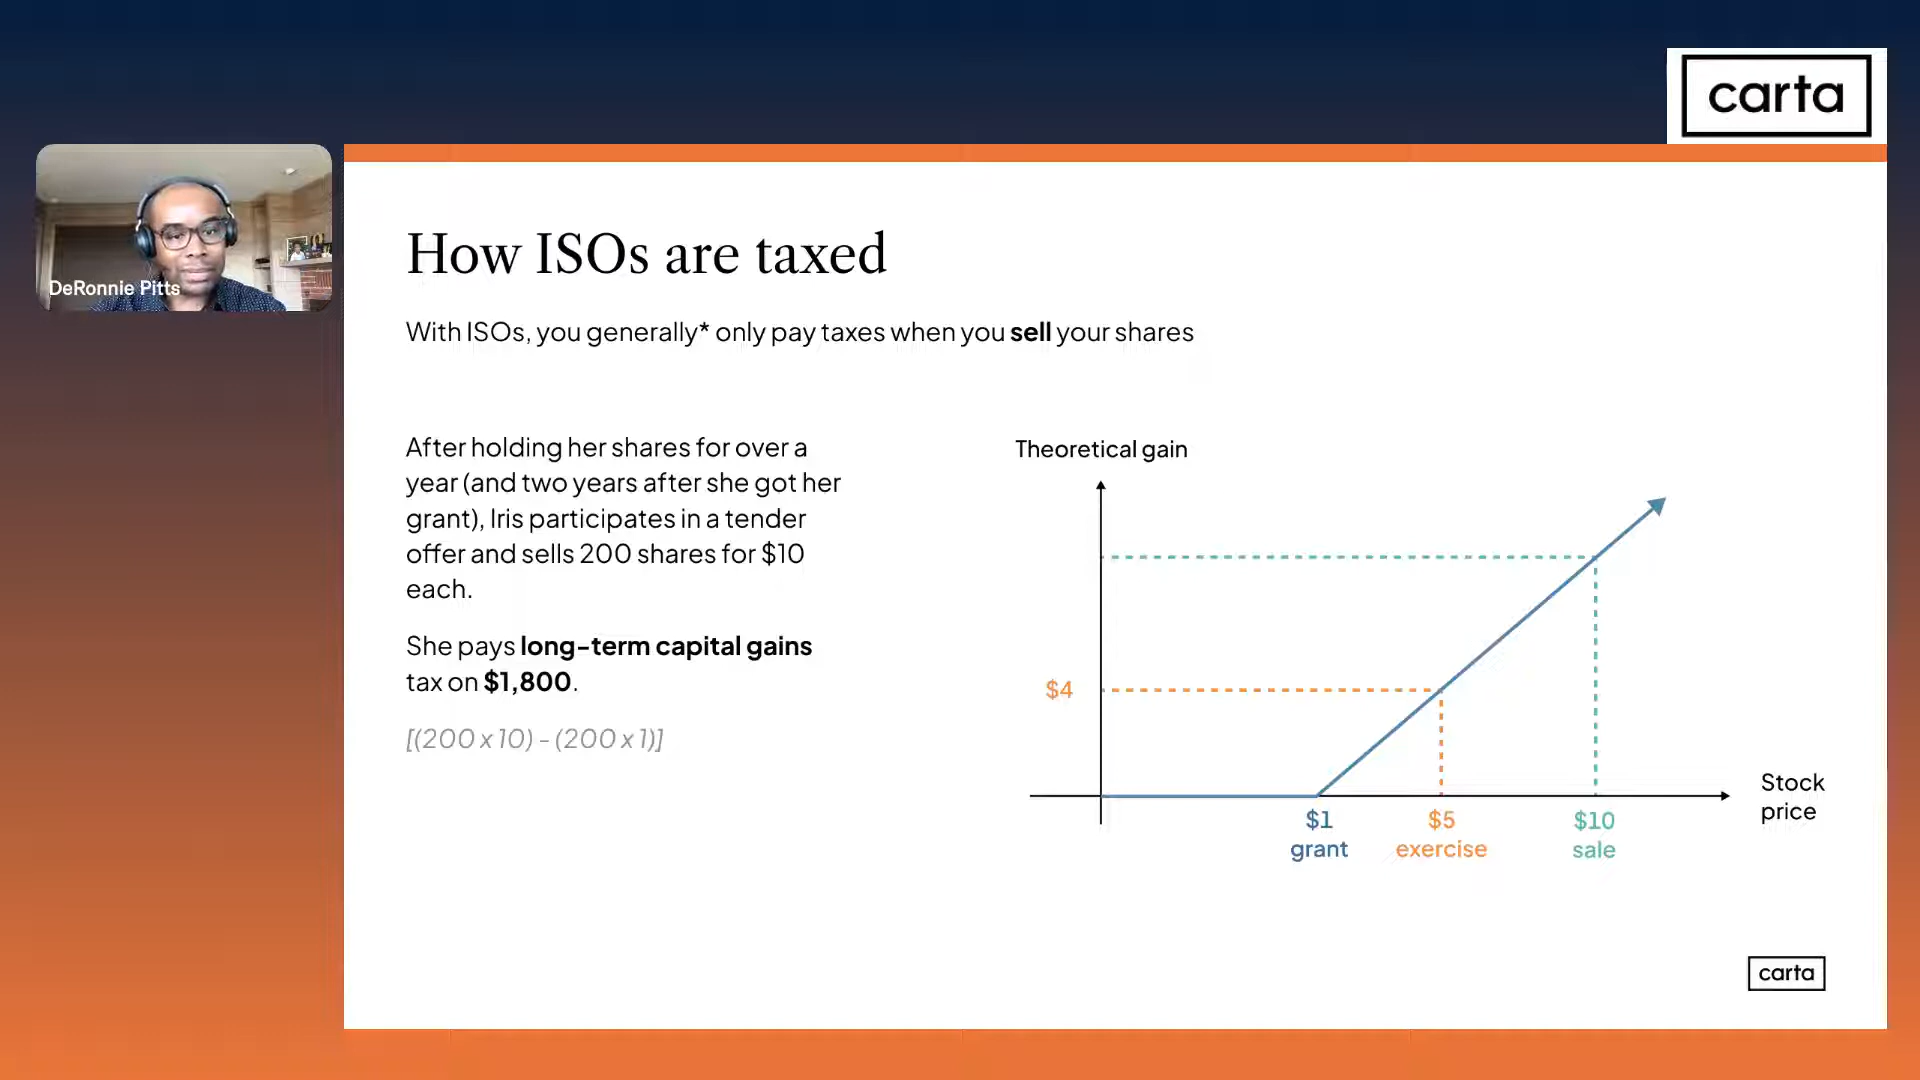 carta
DeRonnie Pitts
How ISOs are taxed
With ISOs, you generally* only pay taxes when you sell your shares
After holding her shares for over a
year (and two years after she got her
grant), Iris participates in a tender
offer and sells 200 shares for $10
each.
She pays long-term capital gains
tax on $1,800.
[(200 x 10) - (200 x 1)]
Theoretical gain
$4
Stock
price
$1
grant
$5
exercise
$10
sale
carta